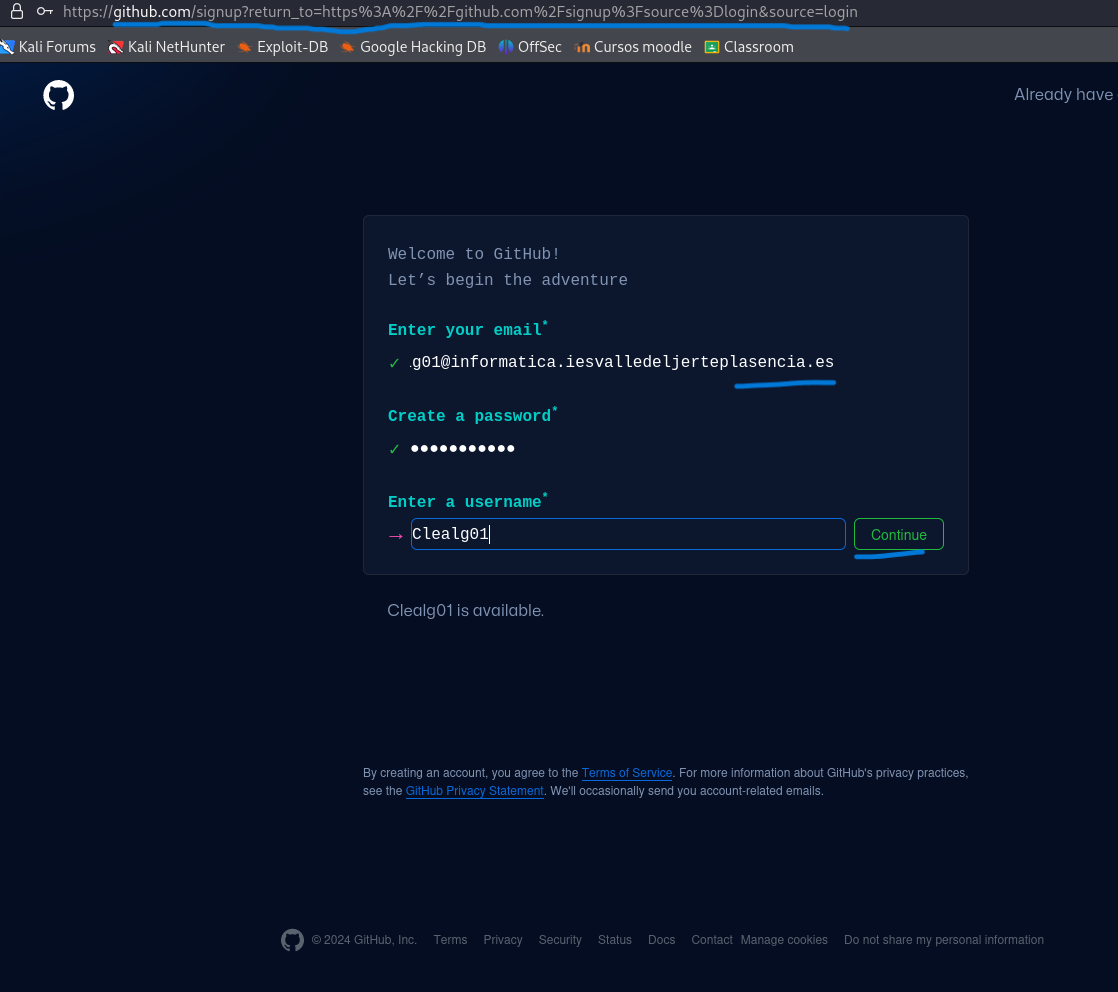 https://github.com/signup?return_to=https%3A%2F%2Fgithub.com%2Fsignup%3Fsource%3Dlogin&source=login
Kali Forums Kali NetHunter Exploit-DB Google Hacking DB OffSec Cursos moodle Classroom
Already have
Welcome to GitHub!
Let’s begin the adventure
Enter your email*
✓ g01@informatica.iesvalledeljerteplasencia.es
Create a password*
✓ ●●●●●●●●●●●
Enter a username*
→ Clealg01 Continue
Clealg01 is available.
By creating an account, you agree to the Terms of Service. For more information about GitHub's privacy practices,
see the GitHub Privacy Statement. We'll occasionally send you account-related emails.
© 2024 GitHub, Inc. Terms Privacy Security Status Docs Contact Manage cookies Do not share my personal information